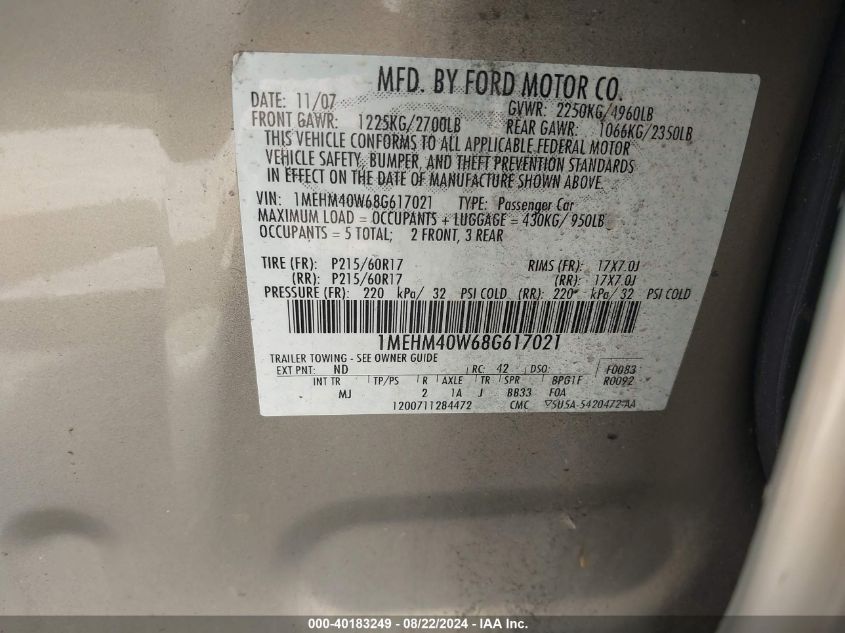 MFD. BY FORD MOTOR CO.
DATE: 11/07 GVWR: 2250KG/4960LB
FRONT GAWR: 1225KG/2700LB REAR GAWR: 1066KG/2350LB
THIS VEHICLE CONFORMS TO ALL APPLICABLE FEDERAL MOTOR
VEHICLE SAFETY, BUMPER, AND THEFT PREVENTION STANDARDS
IN EFFECT ON THE DATE OF MANUFACTURE SHOWN ABOVE.
VIN: 1MEHM40W68G617021 TYPE: Passenger Car
MAXIMUM LOAD = OCCUPANTS + LUGGAGE = 430KG/ 950LB
OCCUPANTS = 5 TOTAL; 2 FRONT, 3 REAR
TIRE (FR): P215/60R17 RIMS (FR): 17X7.0J
(RR): P215/60R17 (RR): 17X7.0J
PRESSURE (FR): 220 kPa/ 32 PSI COLD (RR): 220 kPa/ 32 PSI COLD
1MEHM40W68G617021
TRAILER TOWING - SEE OWNER GUIDE
EXT PNT: ND RC: 42 DSO: F0083
INT TR TP/PS R AXLE TR SPR BPG1F R0092
MJ 2 1A J BB33 F0A
1200711284472 CMC 5U5A-5420472-AA
000-40183249 - 08/22/2024 - Copyright © 2024 IAA, Inc. All Rights Reserved.